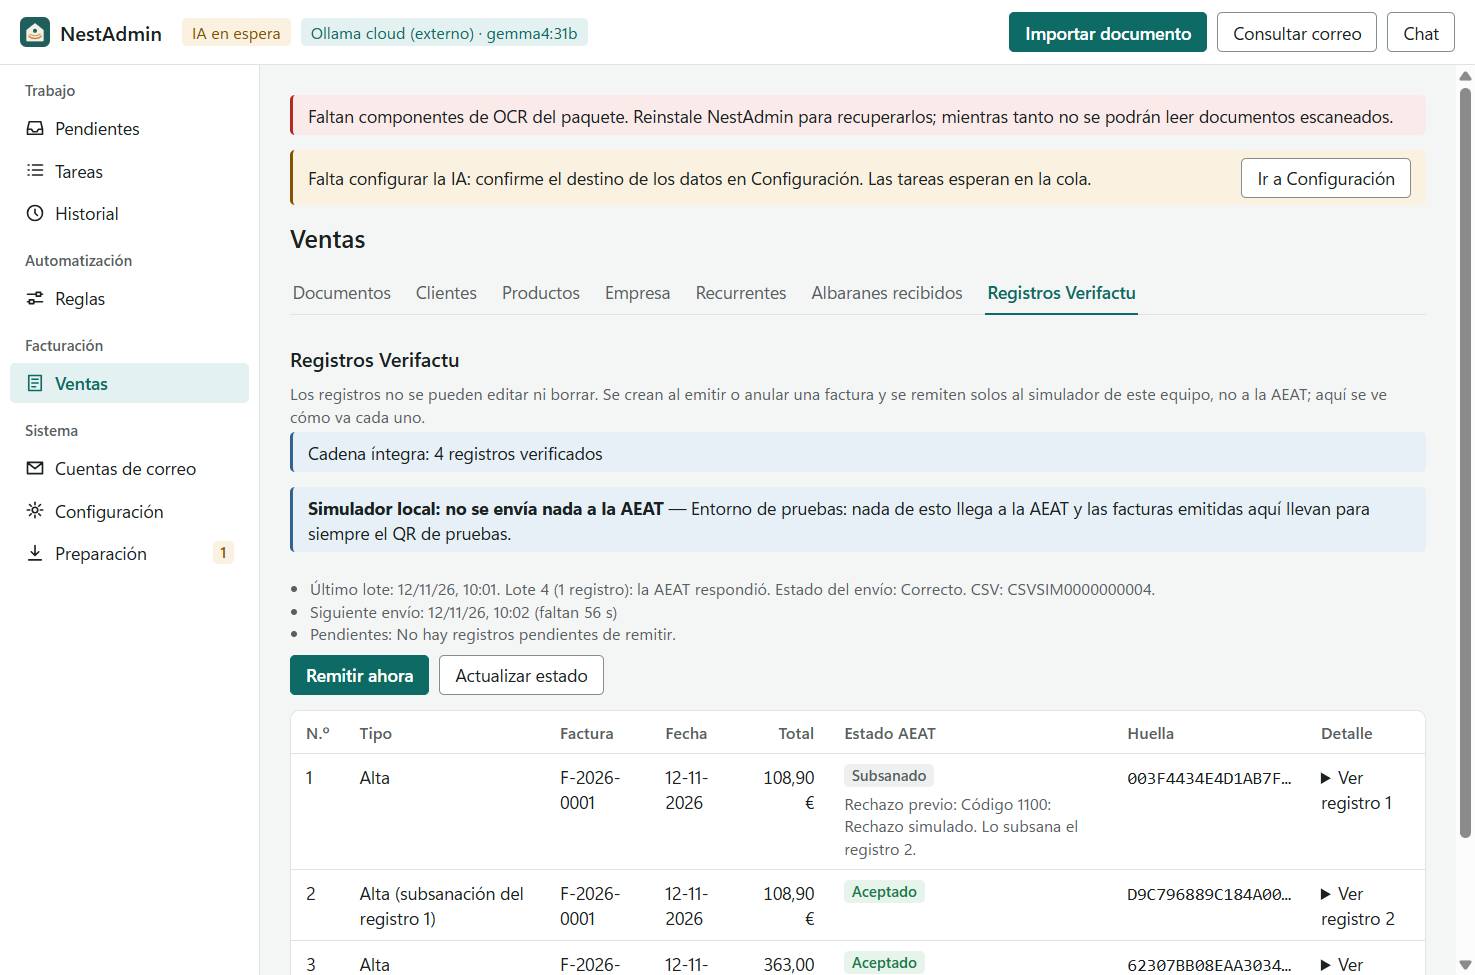 NestAdmin
IA en espera
Ollama cloud (externo) · gemma4:31b
Importar documento
Consultar correo
Chat
Trabajo
Pendientes
Tareas
Historial
Automatización
Reglas
Facturación
Ventas
Sistema
Cuentas de correo
Configuración
Preparación 1
Faltan componentes de OCR del paquete. Reinstale NestAdmin para recuperarlos; mientras tanto no se podrán leer documentos escaneados.
Falta configurar la IA: confirme el destino de los datos en Configuración. Las tareas esperan en la cola.
Ir a Configuración
Ventas
Documentos Clientes Productos Empresa Recurrentes Albaranes recibidos Registros Verifactu
Registros Verifactu
Los registros no se pueden editar ni borrar. Se crean al emitir o anular una factura y se remiten solos al simulador de este equipo, no a la AEAT; aquí se ve
cómo va cada uno.
Cadena íntegra: 4 registros verificados
Simulador local: no se envía nada a la AEAT — Entorno de pruebas: nada de esto llega a la AEAT y las facturas emitidas aquí llevan para
siempre el QR de pruebas.
• Último lote: 12/11/26, 10:01. Lote 4 (1 registro): la AEAT respondió. Estado del envío: Correcto. CSV: CSVSIM0000000004.
• Siguiente envío: 12/11/26, 10:02 (faltan 56 s)
• Pendientes: No hay registros pendientes de remitir.
Remitir ahora
Actualizar estado
N.º Tipo Factura Fecha Total Estado AEAT Huella Detalle
1 Alta F-2026-0001 12-11-2026 108,90 € Subsanado 003F4434E4D1AB7F… ▶ Ver registro 1
Rechazo previo: Código 1100:
Rechazo simulado. Lo subsana el
registro 2.
2 Alta (subsanación del registro 1) F-2026-0001 12-11-2026 108,90 € Aceptado D9C796889C184A00… ▶ Ver registro 2
3 Alta F-2026- 12-11- 363,00 Aceptado 62307BB08EAA3034… ▶ Ver